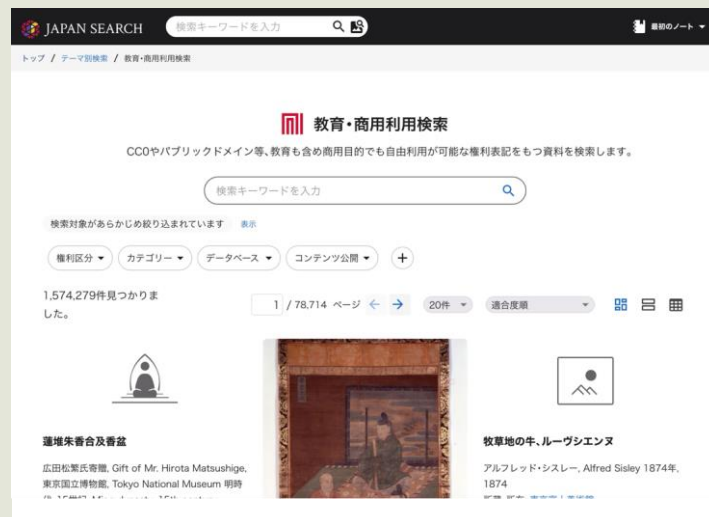 JAPAN SEARCH
検索キーワードを入力
最初のノート
トップ / テーマ別検索 / 教育・商用利用検索
教育・商用利用検索
CC0やパブリックドメイン等、教育も含め商用目的でも自由利用が可能な権利表記をもつ資料を検索します。
検索キーワードを入力
検索対象があらかじめ絞り込まれています 表示
権利区分 カテゴリー データベース コンテンツ公開 +
1,574,279件見つかりま
した。
1 / 78,714 ページ ← → 20件 適合度順
蓮堆朱香合及香盆
広田松繁氏寄贈, Gift of Mr. Hirota Matsushige,
東京国立博物館, Tokyo National Museum 明時
牧草地の牛、ルーヴシエンヌ
アルフレッド・シスレー, Alfred Sisley 1874年,
1874